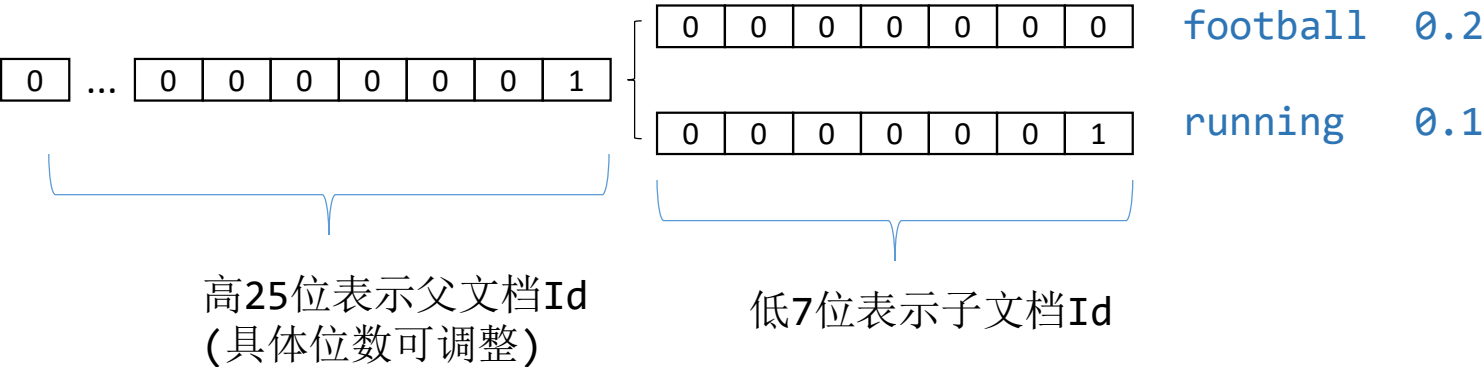 0 0 0 0 0 0 0 football 0.2
0 ... 0 0 0 0 0 0 1
0 0 0 0 0 0 1 running 0.1
高25位表示父文档Id
(具体位数可调整)
低7位表示子文档Id